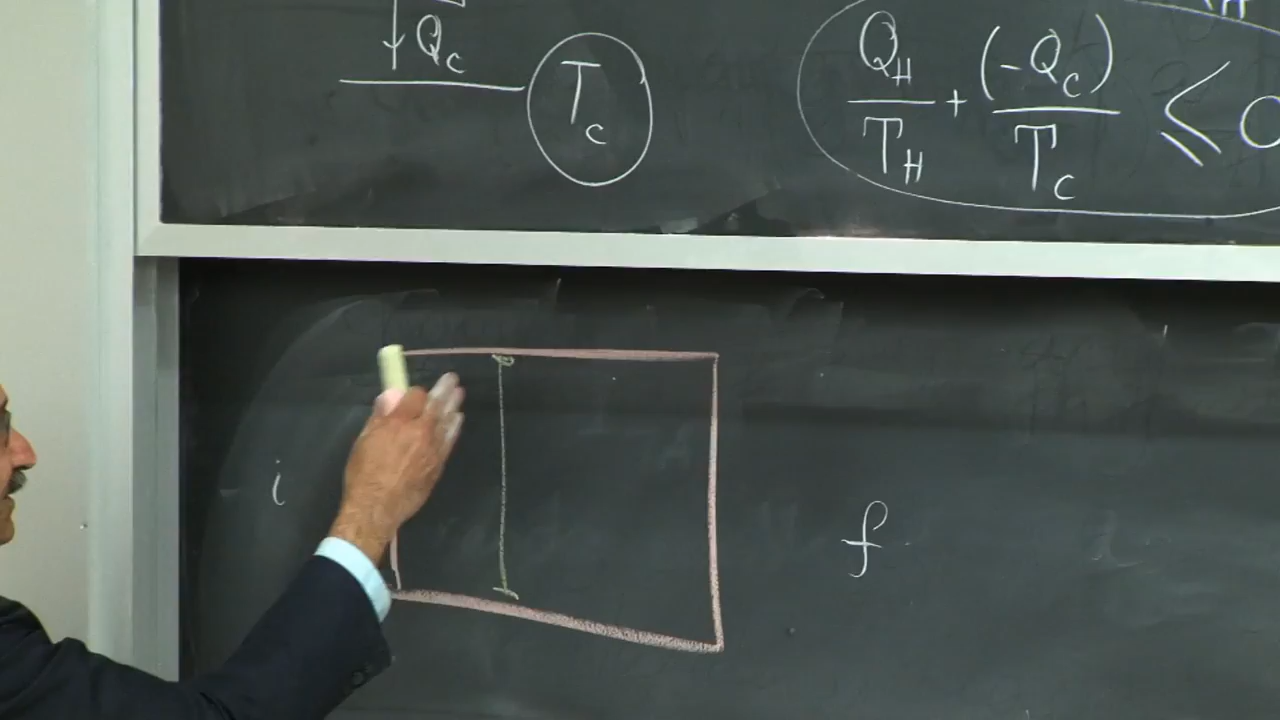 ↓ Q_C
T_C
Q_H/T_H + (-Q_C)/T_C ≤ 0
i
f